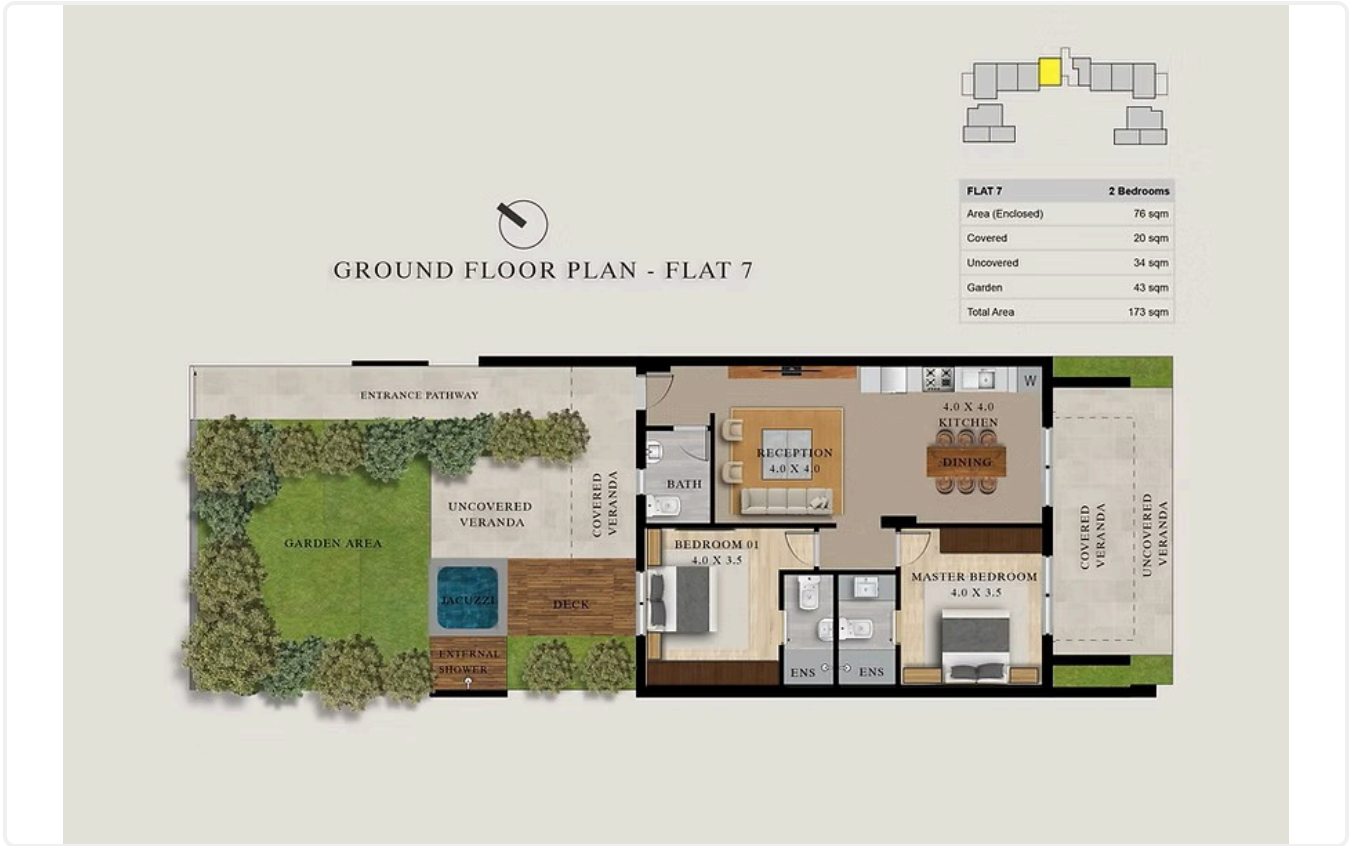 FLAT 7 2 Bedrooms
Area (Enclosed) 76 sqm
Covered 20 sqm
Uncovered 34 sqm
Garden 43 sqm
Total Area 173 sqm
GROUND FLOOR PLAN - FLAT 7
ENTRANCE PATHWAY
W
4.0 X 4.0
KITCHEN
RECEPTION
4.0 X 4.0
DINING
BATH
UNCOVERED
VERANDA
COVERED
VERANDA
GARDEN AREA
BEDROOM 01
4.0 X 3.5
MASTER BEDROOM
4.0 X 3.5
COVERED
VERANDA
UNCOVERED
VERANDA
JACUZZI
DECK
EXTERNAL
SHOWER
ENS
ENS